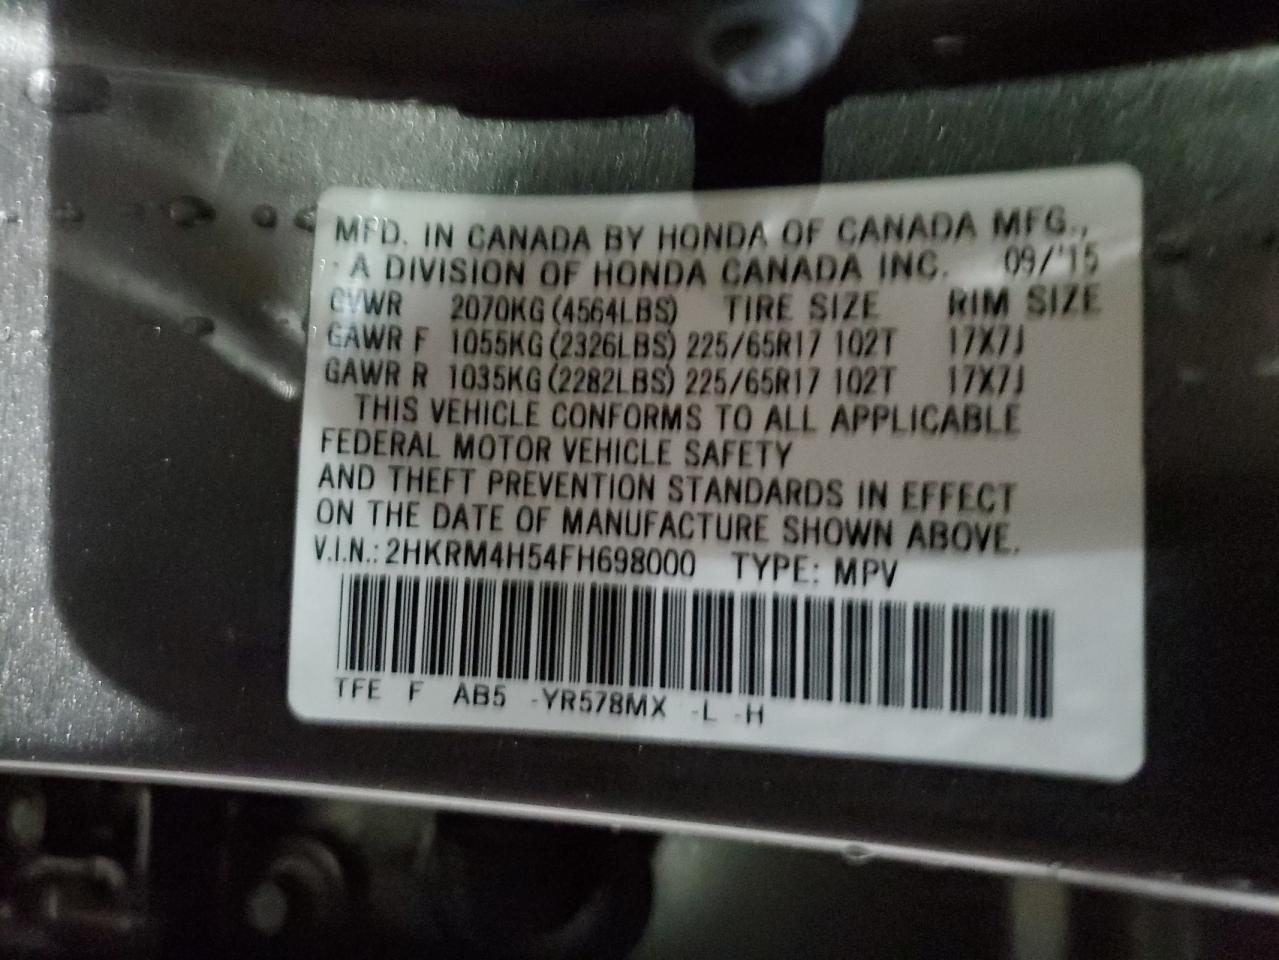 MFD. IN CANADA BY HONDA OF CANADA MFG.,
A DIVISION OF HONDA CANADA INC. 09/'15
GVWR 2070KG (4564LBS) TIRE SIZE RIM SIZE
GAWR F 1055KG (2326LBS) 225/65R17 102T 17X7J
GAWR R 1035KG (2282LBS) 225/65R17 102T 17X7J
THIS VEHICLE CONFORMS TO ALL APPLICABLE
FEDERAL MOTOR VEHICLE SAFETY
AND THEFT PREVENTION STANDARDS IN EFFECT
ON THE DATE OF MANUFACTURE SHOWN ABOVE.
V.I.N.: 2HKRM4H54FH698000 TYPE: MPV
TFE F AB5 -YR578MX -L -H